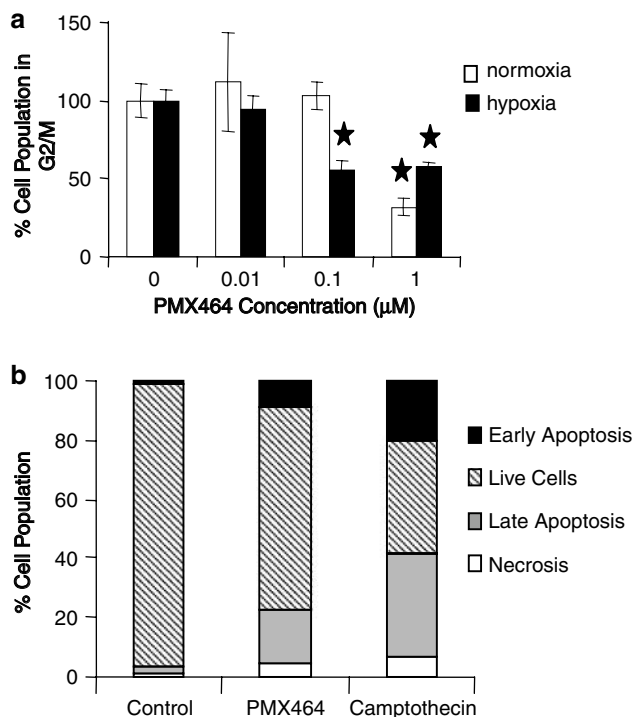 a
150
100
50
0
% Cell Population in
G2/M
normoxia
hypoxia
0 0.01 0.1 1
PMX464 Concentration (µM)
b
100
80
60
40
20
0
% Cell Population
Early Apoptosis
Live Cells
Late Apoptosis
Necrosis
Control PMX464 Camptothecin